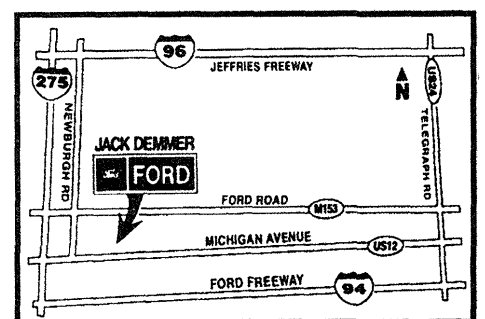 96
JEFFRIES FREEWAY
275
US24
N
NEWBURGH RD
TELEGRAPH RD
JACK DEMMER
FORD
FORD ROAD
M153
MICHIGAN AVENUE
US12
FORD FREEWAY
94